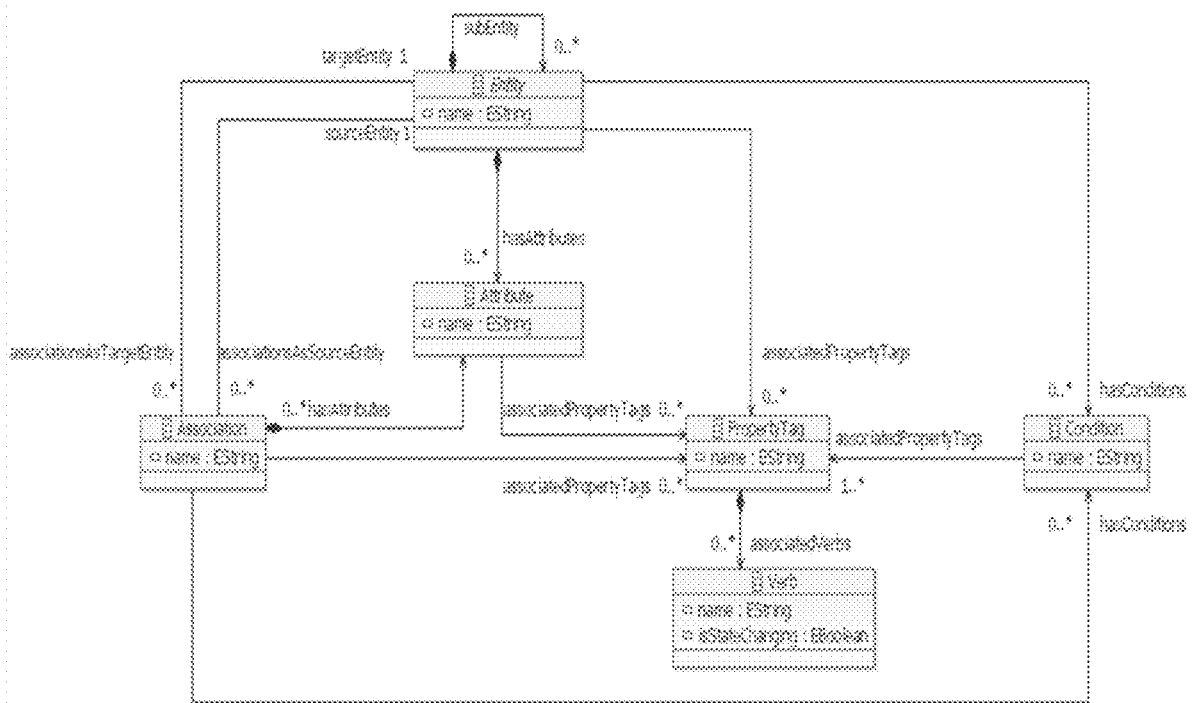 subEntity
0..*
targetEntity 1
Entity
name : EString
sourceEntity 1
hasAttributes
0..*
Attribute
name : EString
associationsAsTargetEntity
associationsAsSourceEntity
associatedPropertyTags
0..*
0..*
0..*
0..*
hasConditions
0..* hasAttributes
associatedPropertyTags 0..*
Association
name : EString
PropertyTag
name : EString
associatedPropertyTags
Condition
name : EString
associatedPropertyTags 0..*
1..*
0..*
hasConditions
0..*
associatedVerbs
Verb
name : EString
isStateChanging : EBoolean